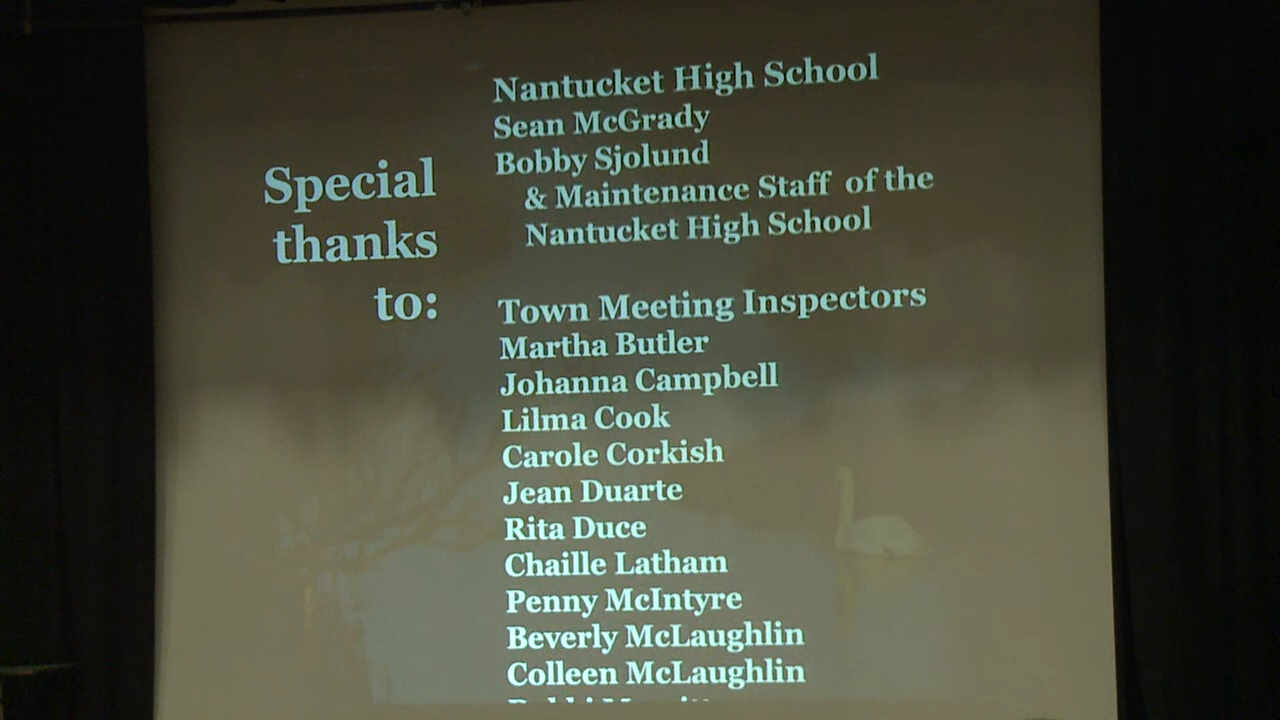 Special
thanks
to:
Nantucket High School
Sean McGrady
Bobby Sjolund
& Maintenance Staff of the
Nantucket High School
Town Meeting Inspectors
Martha Butler
Johanna Campbell
Lilma Cook
Carole Corkish
Jean Duarte
Rita Duce
Chaille Latham
Penny McIntyre
Beverly McLaughlin
Colleen McLaughlin